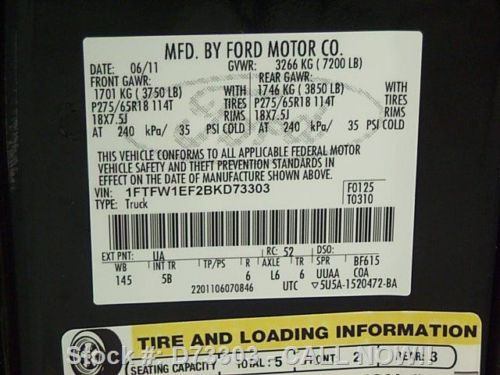 MFD. BY FORD MOTOR CO.
DATE: 06/11 GVWR: 3266 KG ( 7200 LB)
FRONT GAWR: REAR GAWR:
1701 KG ( 3750 LB) WITH 1746 KG ( 3850 LB) WITH
P275/65R18 114T TIRES P275/65R18 114T TIRES
18X7.5J RIMS 18X7.5J RIMS
AT 240 kPa/ 35 PSI COLD AT 240 kPa/ 35 PSI COLD
THIS VEHICLE CONFORMS TO ALL APPLICABLE FEDERAL MOTOR
VEHICLE SAFETY AND THEFT PREVENTION STANDARDS IN
EFFECT ON THE DATE OF MANUFACTURE SHOWN ABOVE.
VIN: 1FTFW1EF2BKD73303 F0125
TYPE: Truck T0310
EXT PNT: UA RC: 52 DSO:
WB INT TR TP/PS R AXLE TR SPR BF615
145 5B 6 L6 6 UUAA COA
2201106070846 UTC 5U5A-1520472-BA
TIRE AND LOADING INFORMATION
SEATING CAPACITY, TOTAL: 5 FRONT: 2 REAR: 3
Stock #: D73303 - CALL NOW!!